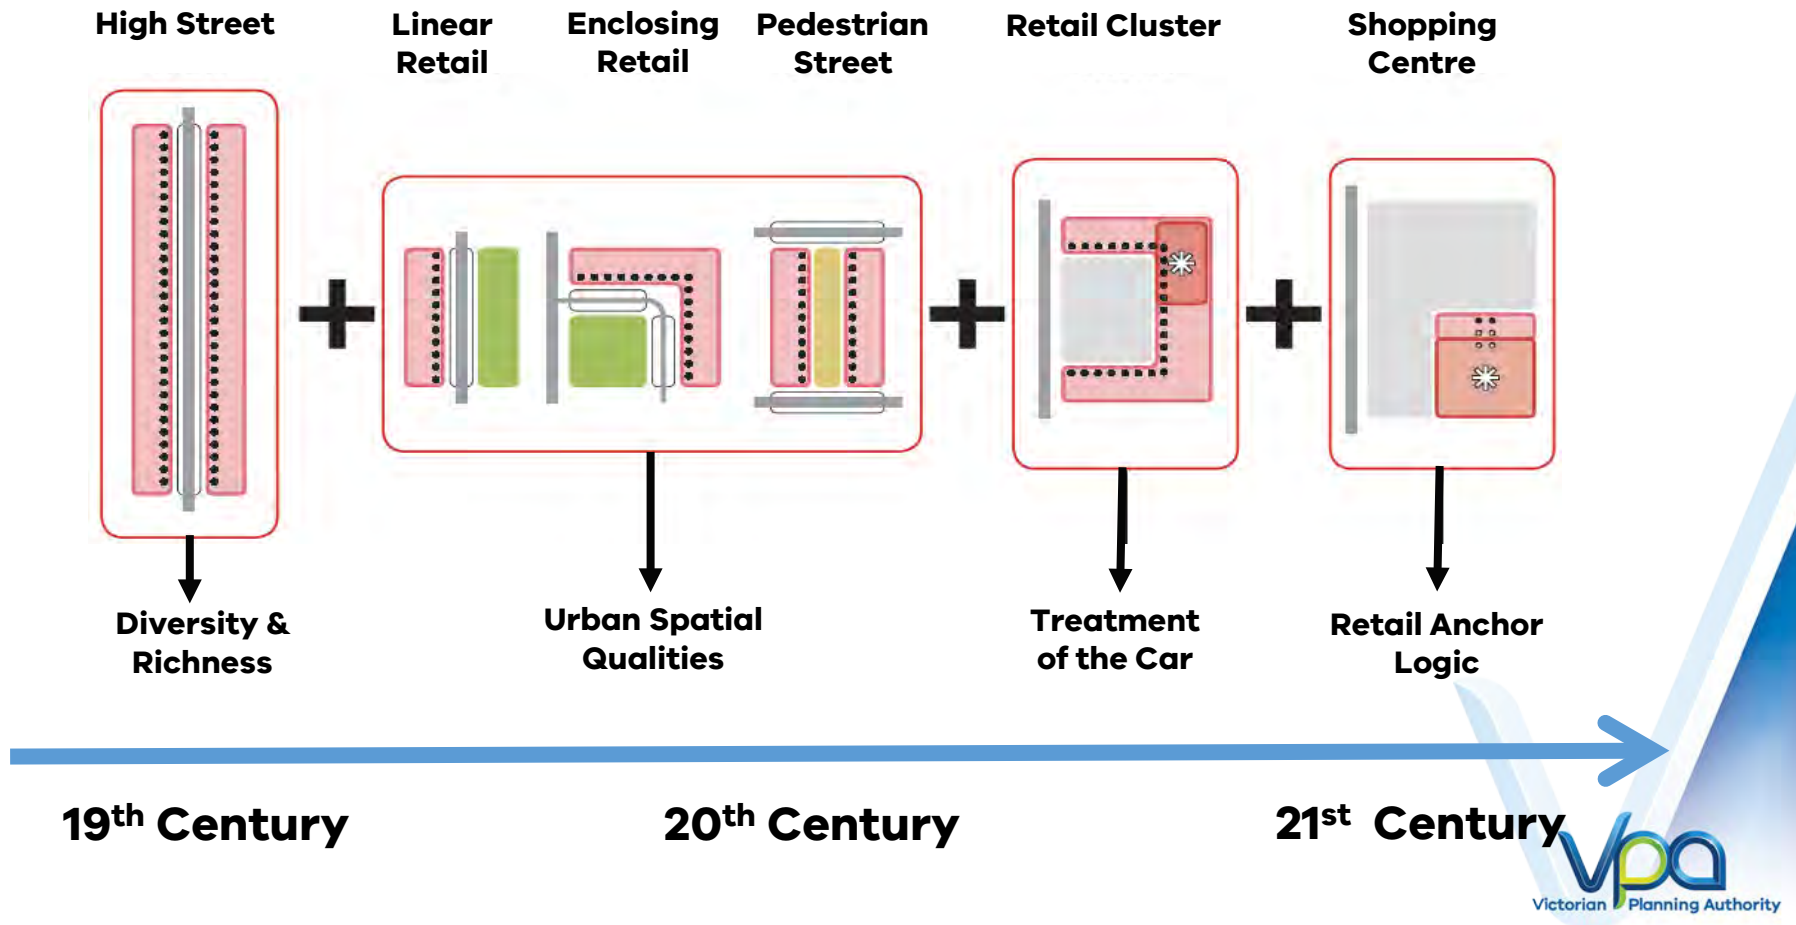 High Street
Linear
Retail
Enclosing
Retail
Pedestrian
Street
Retail Cluster
Shopping
Centre
Diversity &
Richness
Urban Spatial
Qualities
Treatment
of the Car
Retail Anchor
Logic
19th Century
20th Century
21st Century
vpa
Victorian Planning Authority